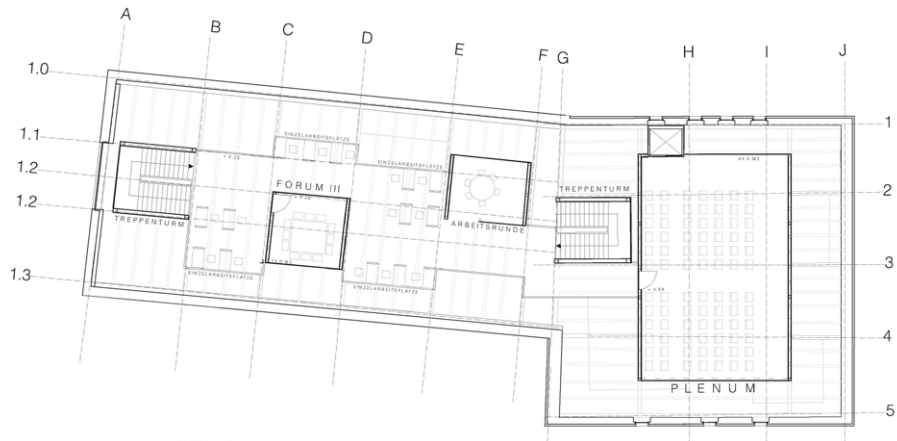 A
B
C
D
E
F
G
H
I
J
1.0
1.1
1.2
1.2
1.3
1
2
3
4
5
EINZELARBEITSPLÄTZE
EINZELARBEITSPLÄTZE
FORUM III
TREPPENTURM
ARBEITSRUNDE
TREPPENTURM
EINZELARBEITSPLÄTZE
EINZELARBEITSPLÄTZE
PLENUM